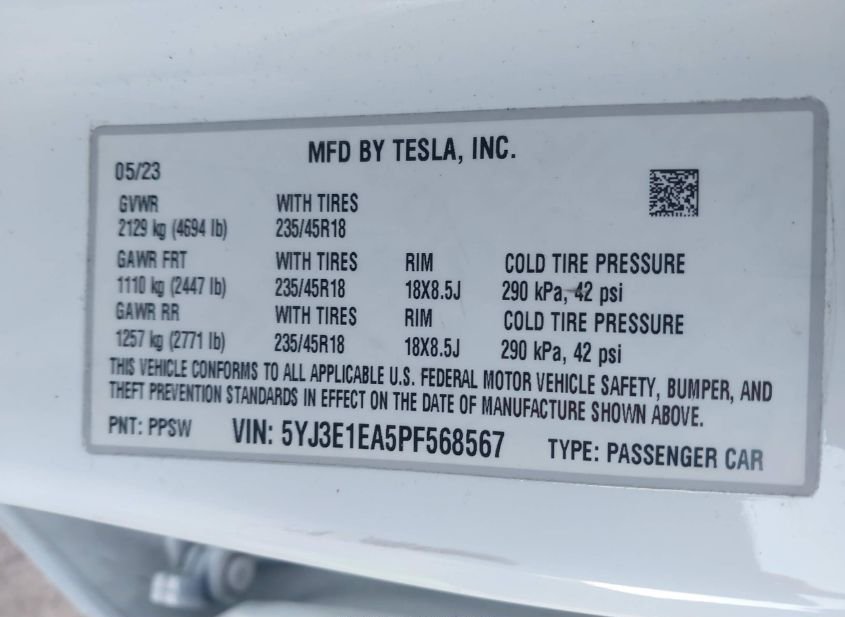 MFD BY TESLA, INC.
05/23
GVWR WITH TIRES
2129 kg (4694 lb) 235/45R18
GAWR FRT WITH TIRES RIM COLD TIRE PRESSURE
1110 kg (2447 lb) 235/45R18 18X8.5J 290 kPa, 42 psi
GAWR RR WITH TIRES RIM COLD TIRE PRESSURE
1257 kg (2771 lb) 235/45R18 18X8.5J 290 kPa, 42 psi
THIS VEHICLE CONFORMS TO ALL APPLICABLE U.S. FEDERAL MOTOR VEHICLE SAFETY, BUMPER, AND
THEFT PREVENTION STANDARDS IN EFFECT ON THE DATE OF MANUFACTURE SHOWN ABOVE.
PNT: PPSW VIN: 5YJ3E1EA5PF568567 TYPE: PASSENGER CAR